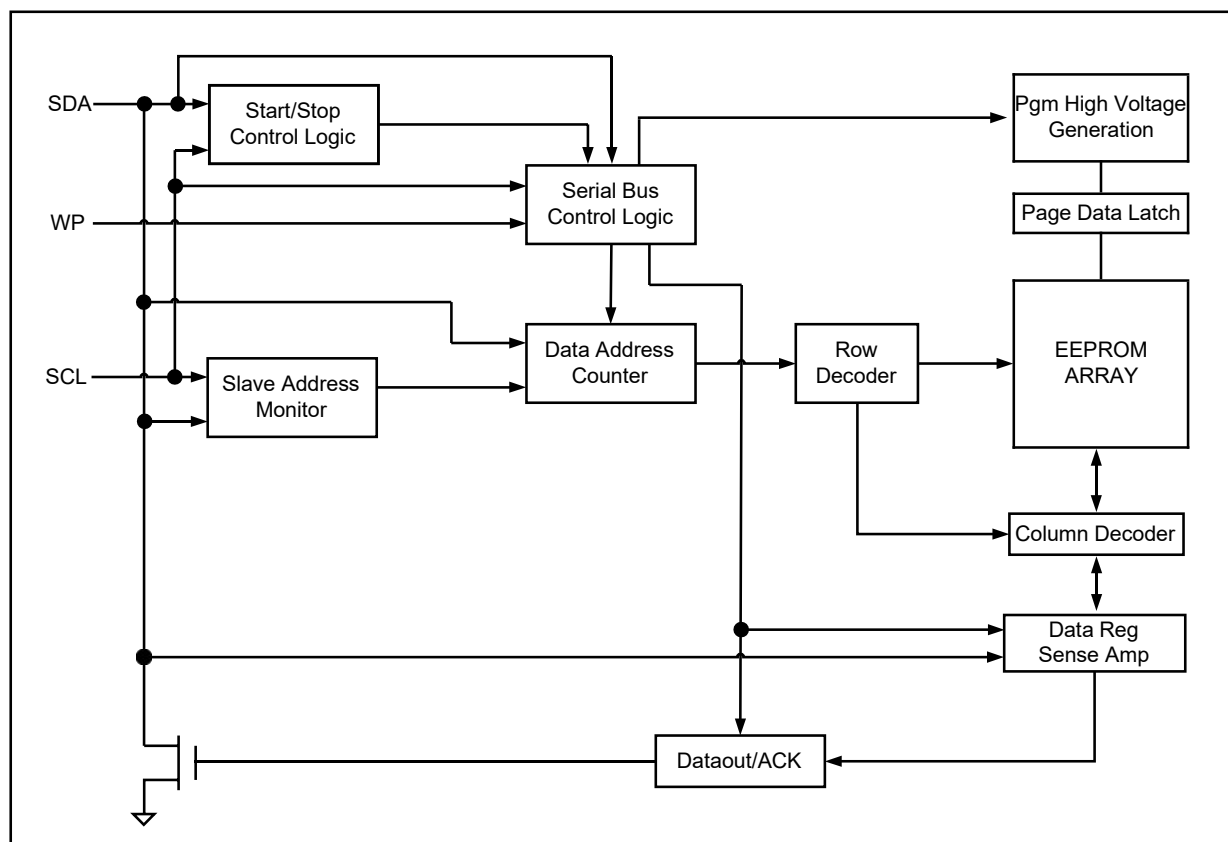 SDA
Start/Stop
Control Logic
Pgm High Voltage
Generation
WP
Serial Bus
Control Logic
Page Data Latch
SCL
Slave Address
Monitor
Data Address
Counter
Row
Decoder
EEPROM
ARRAY
Column Decoder
Data Reg
Sense Amp
Dataout/ACK